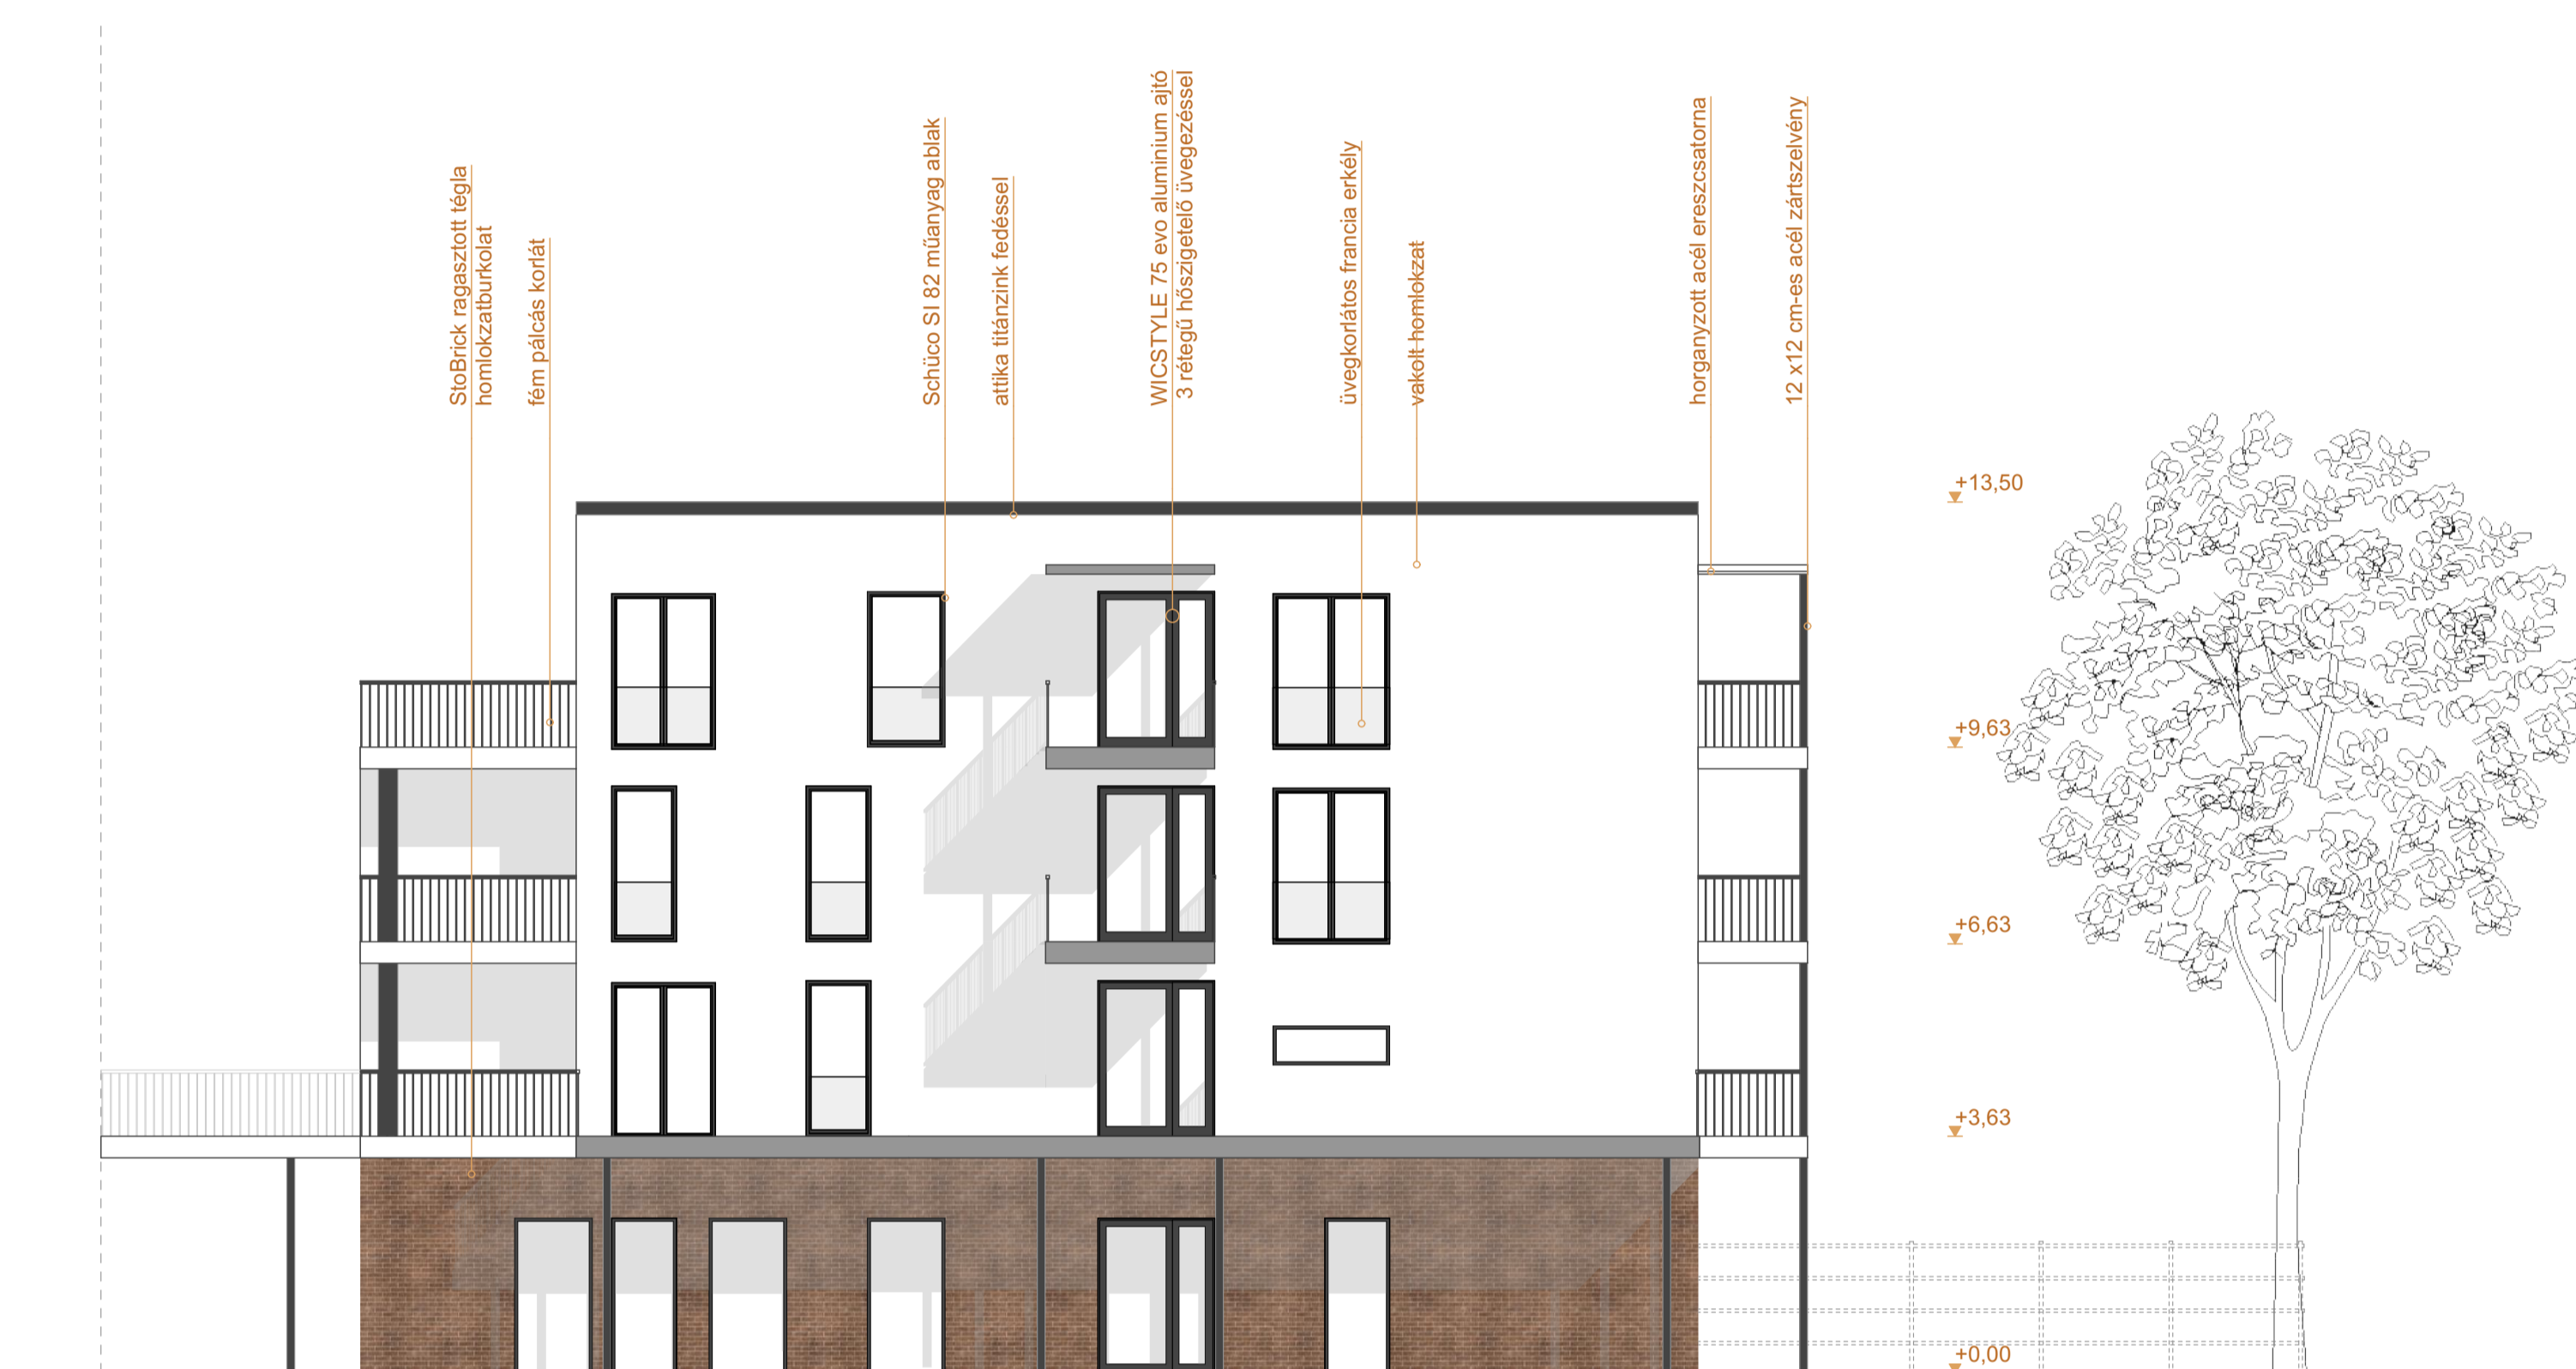 StoBrick ragasztott tégla
homlokzatburkolat
fém pálcás korlát
Schüco SI 82 műanyag ablak
attika titánzink fedéssel
WICSTYLE 75 evo aluminium ajtó
3 rétegű hőszigetelő üvegezéssel
üvegkorlátos francia erkély
vakolt homlokzat
horganyzott acél ereszcsatorna
12 x12 cm-es acél zártszelvény
+13,50
+9,63
+6,63
+3,63
+0,00